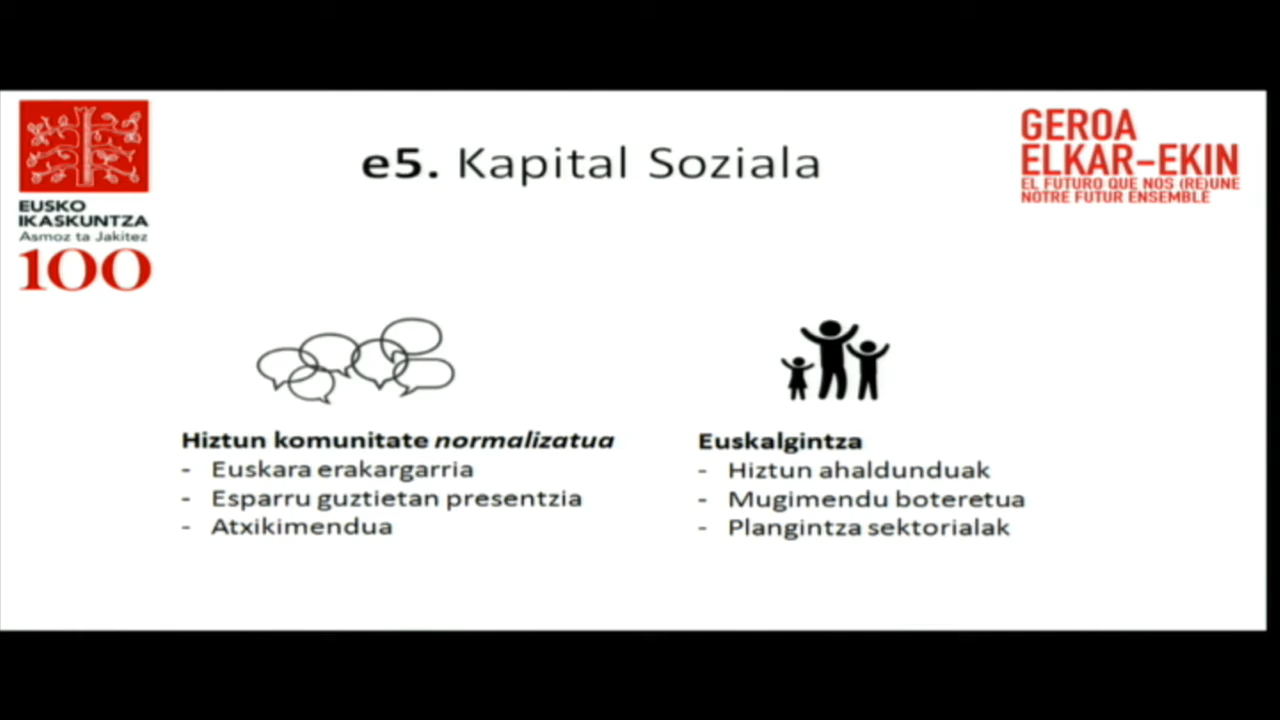 EUSKO
IKASKUNTZA
Asmoz ta Jakitez
100
e5. Kapital Soziala
GEROA
ELKAR-EKIN
EL FUTURO QUE NOS (RE)UNE
NOTRE FUTUR ENSEMBLE
Hiztun komunitate normalizatua
- Euskara erakargarria
- Esparru guztietan presentzia
- Atxikimendua
Euskalgintza
- Hiztun ahaldunduak
- Mugimendu boteretua
- Plangintza sektorialak